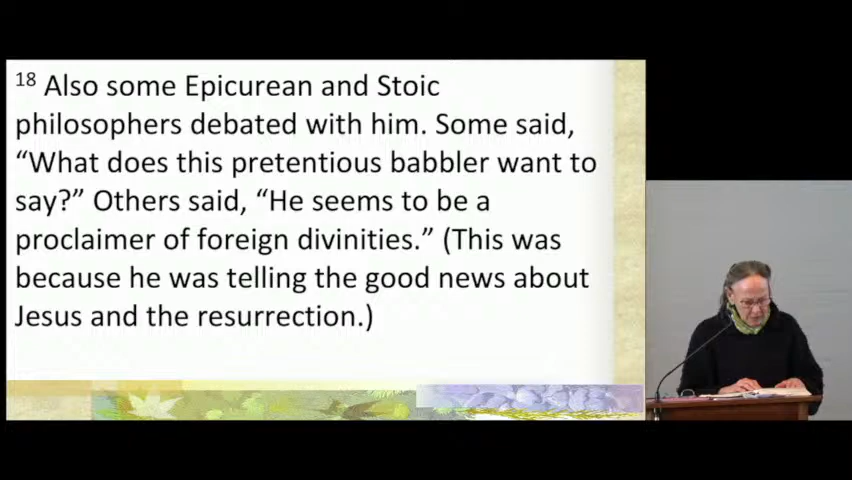 18 Also some Epicurean and Stoic
philosophers debated with him. Some said,
“What does this pretentious babbler want to
say?” Others said, “He seems to be a
proclaimer of foreign divinities.” (This was
because he was telling the good news about
Jesus and the resurrection.)